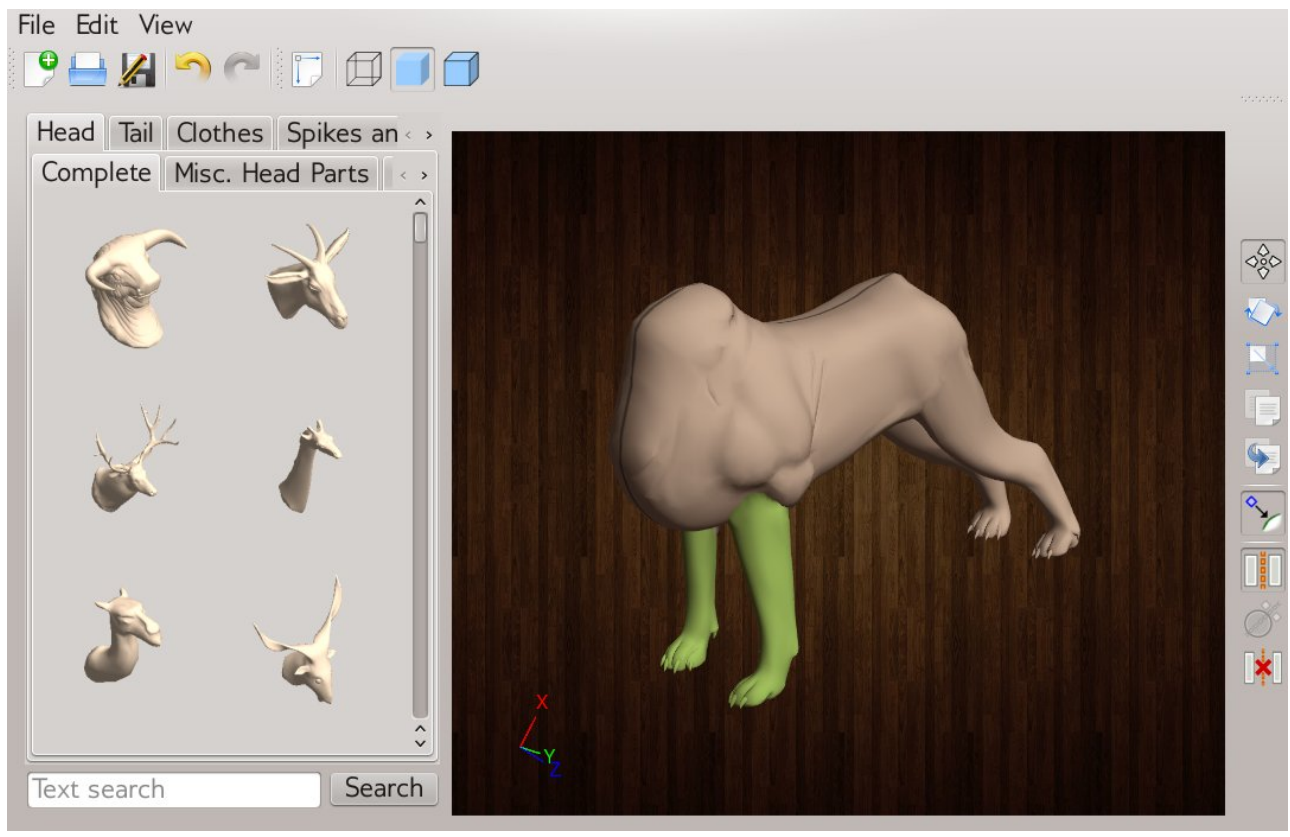 File Edit View
Head Tail Clothes Spikes an
Complete Misc. Head Parts
X
Y
Z
Text search Search